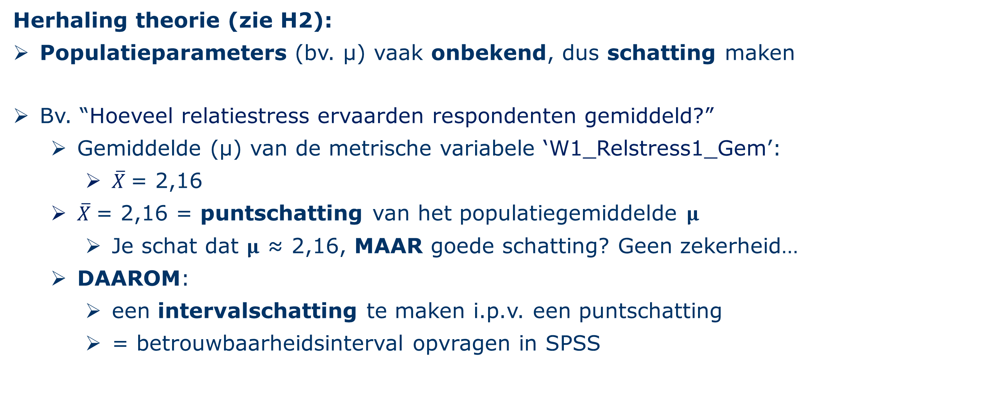 Herhaling theorie (zie H2):
➢ Populatieparameters (bv. μ) vaak onbekend, dus schatting maken
➢ Bv. “Hoeveel relatiestress ervaarden respondenten gemiddeld?”
➢ Gemiddelde (μ) van de metrische variabele ‘W1_Relstress1_Gem’:
➢ X̄ = 2,16
➢ X̄ = 2,16 = puntschatting van het populatiegemiddelde μ
➢ Je schat dat μ ≈ 2,16, MAAR goede schatting? Geen zekerheid…
➢ DAAROM:
➢ een intervalschatting te maken i.p.v. een puntschatting
➢ = betrouwbaarheidsinterval opvragen in SPSS